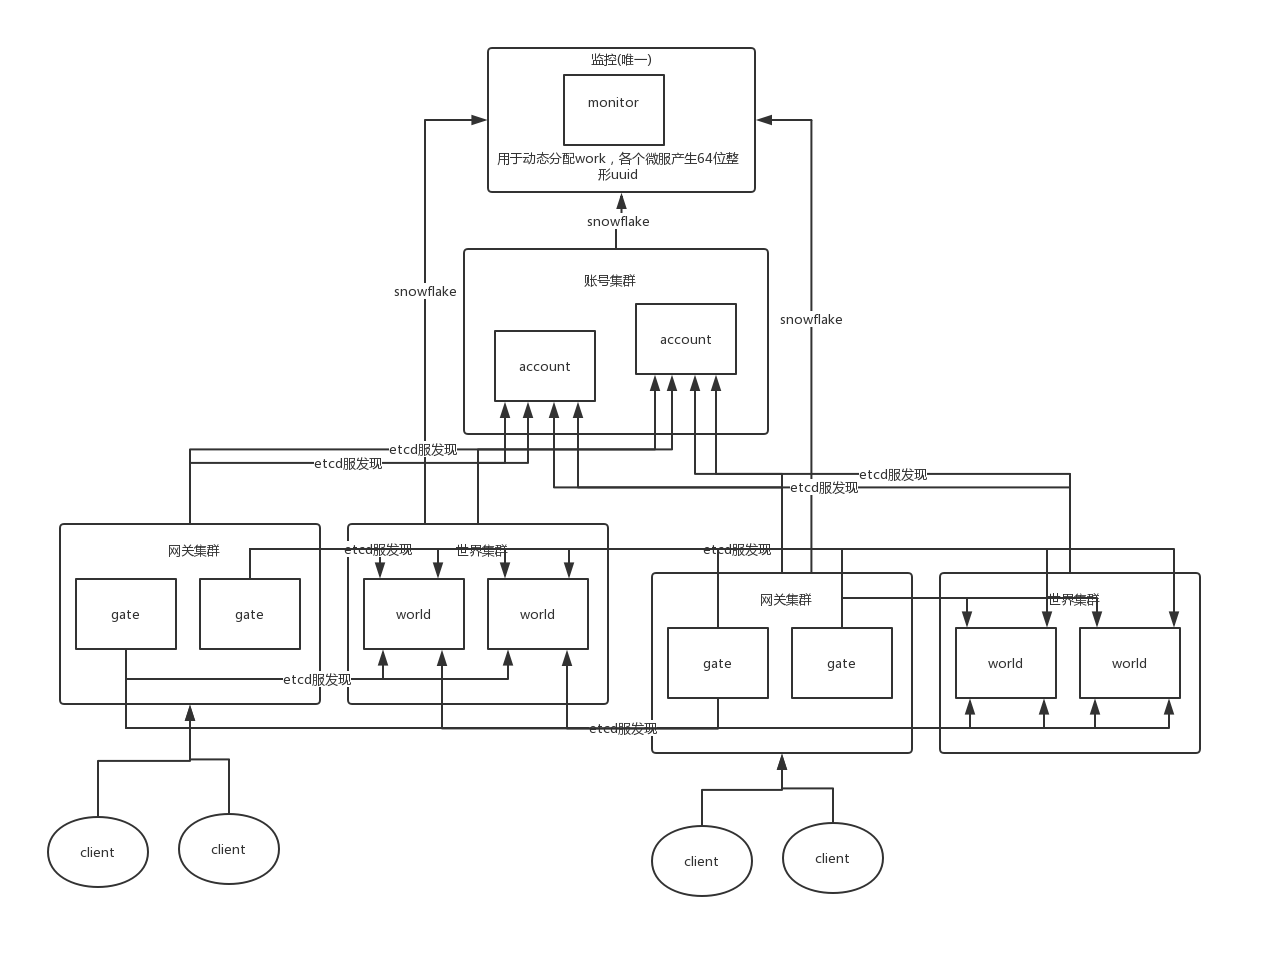 监控(唯一)
monitor
用于动态分配work，各个微服产生64位整
形uuid
snowflake
账号集群
snowflake
snowflake
account
account
etcd服发现
etcd服发现
etcd服发现
etcd服发现
网关集群
etcd服发现
世界集群
etcd服发现
gate
gate
world
world
网关集群
世界集群
gate
gate
world
world
etcd服发现
etcd服发现
client
client
client
client